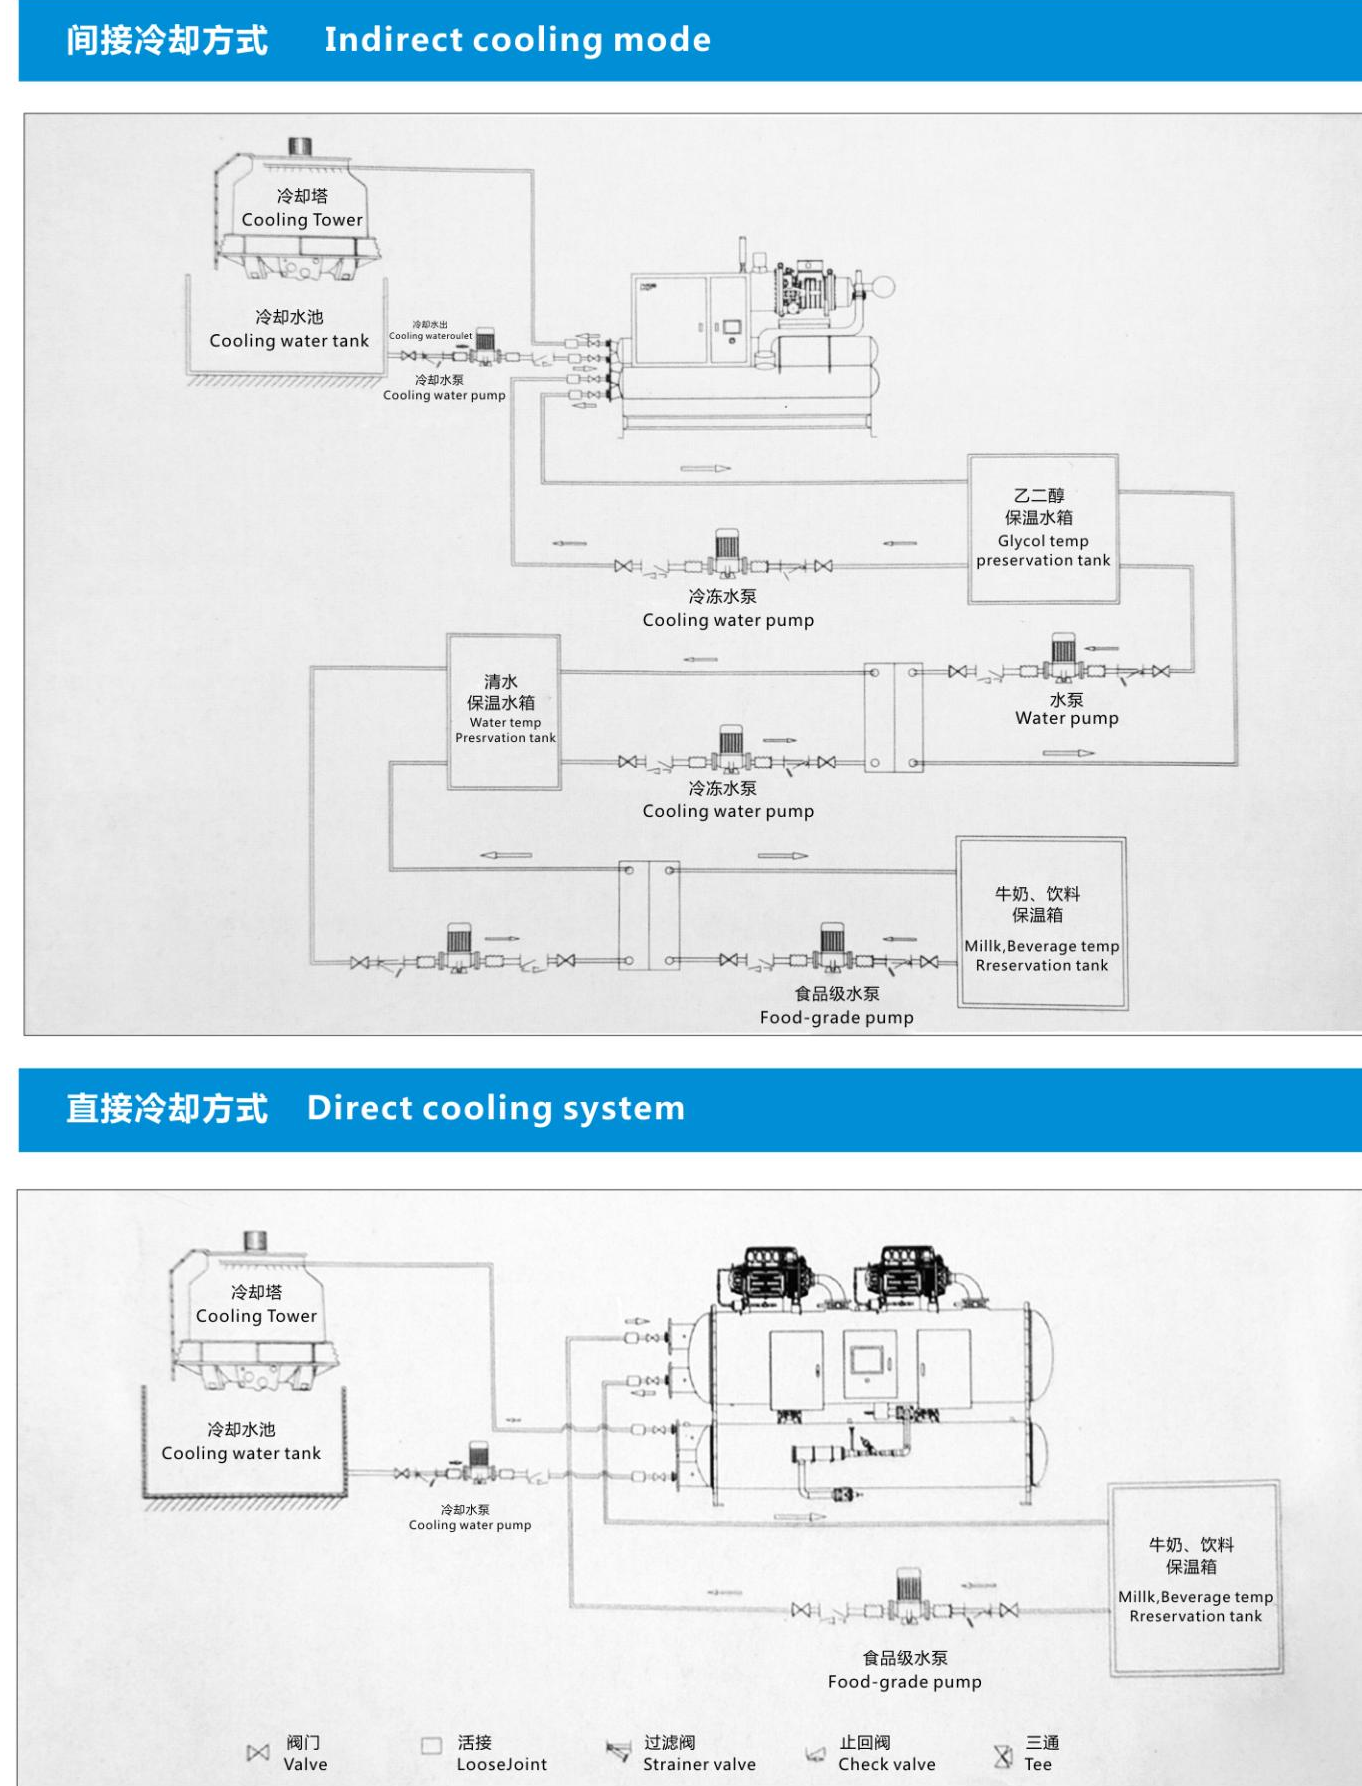 间接冷却方式 Indirect cooling mode
冷却塔
Cooling Tower
冷却水池
Cooling water tank
冷却水出
Cooling wateroulet
冷却水泵
Cooling water pump
乙二醇
保温水箱
Glycol temp
preservation tank
冷冻水泵
Cooling water pump
水泵
Water pump
清水
保温水箱
Water temp
Presrvation tank
冷冻水泵
Cooling water pump
牛奶、饮料
保温箱
Millk,Beverage temp
Rreservation tank
食品级水泵
Food-grade pump
直接冷却方式 Direct cooling system
冷却塔
Cooling Tower
冷却水池
Cooling water tank
冷却水泵
Cooling water pump
牛奶、饮料
保温箱
Millk,Beverage temp
Rreservation tank
食品级水泵
Food-grade pump
阀门
Valve
活接
LooseJoint
过滤阀
Strainer valve
止回阀
Check valve
三通
Tee